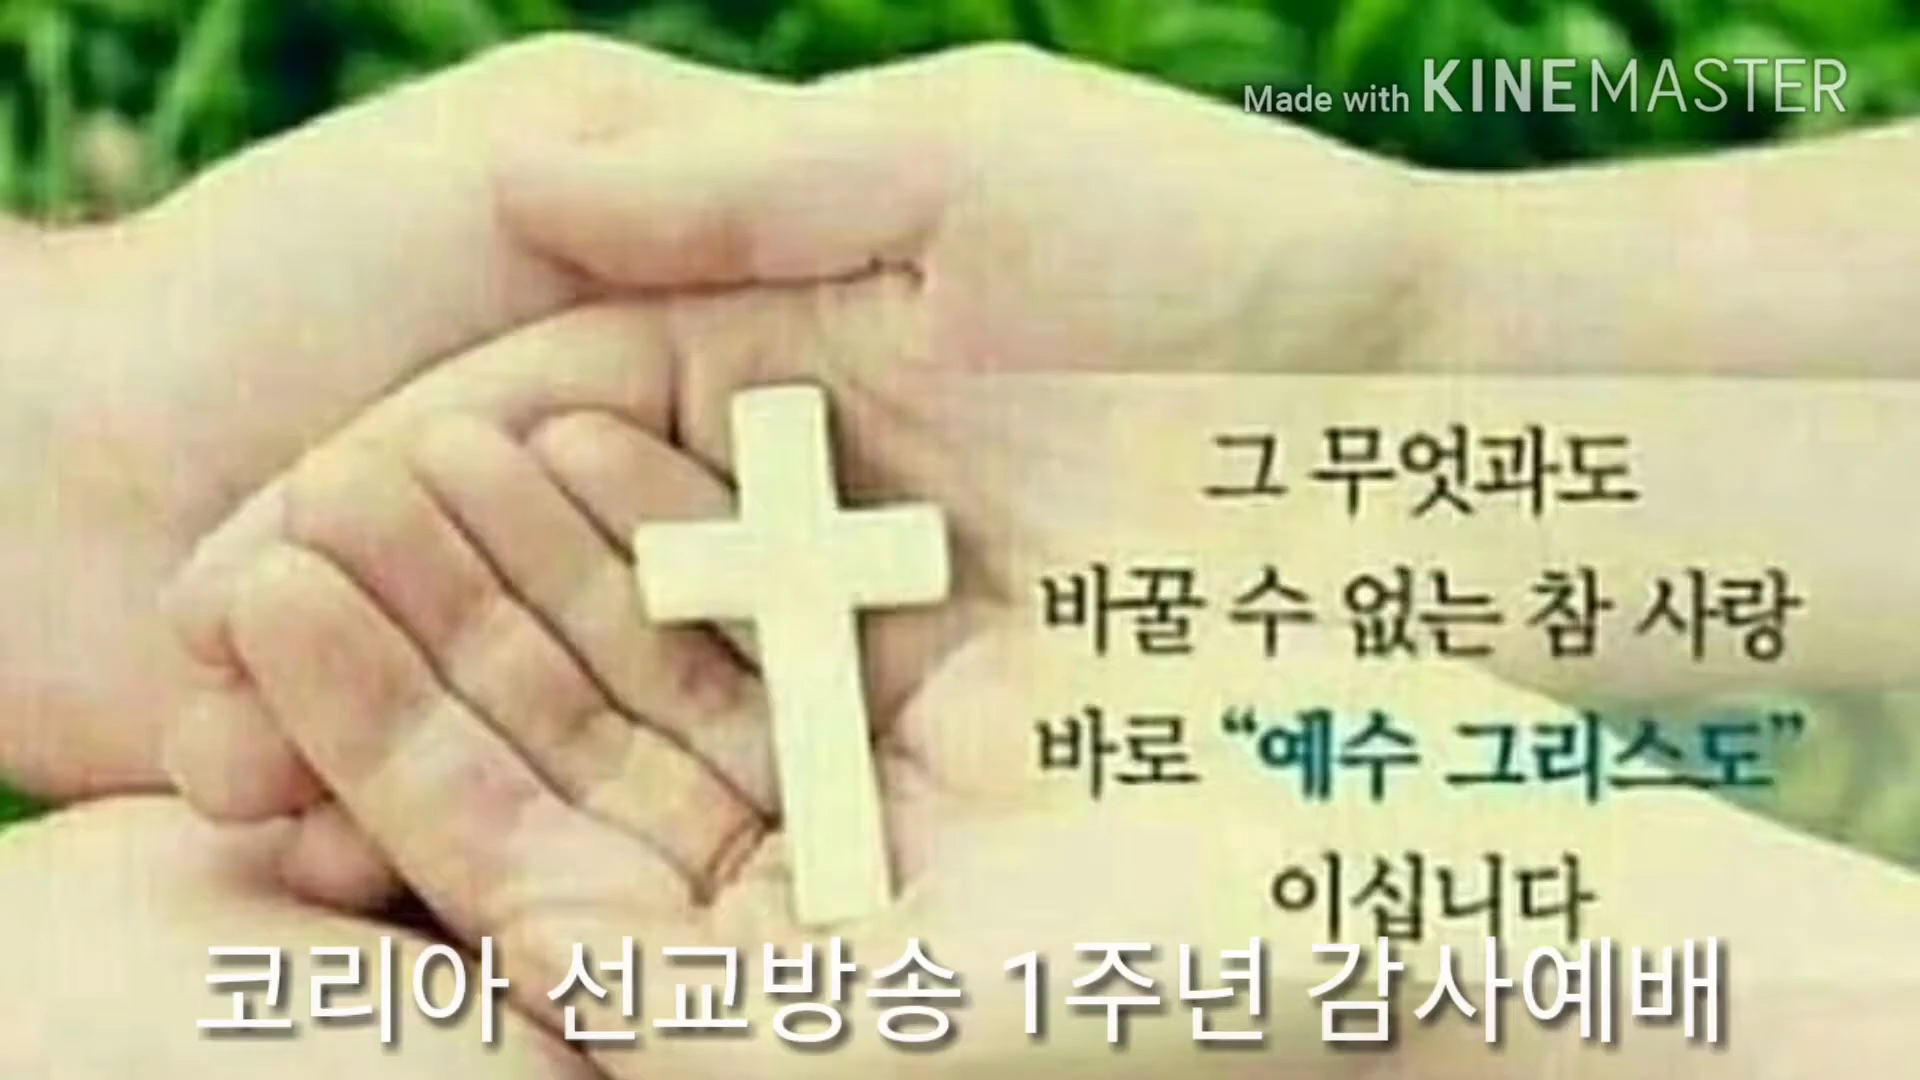 Made with KINEMASTER
그 무엇과도
바꿀 수 없는 참 사랑
바로 “예수 그리스도”
이십니다
코리아 선교방송 1주년 감사예배